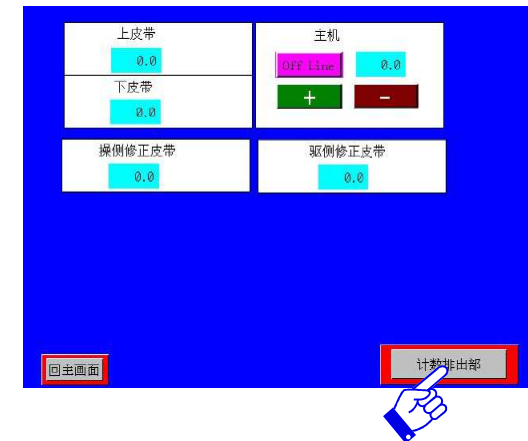 上皮带
0.0
下皮带
0.0
主机
Off Line
0.0
+
-
操侧修正皮带
0.0
驱侧修正皮带
0.0
回主画面
计数排出部